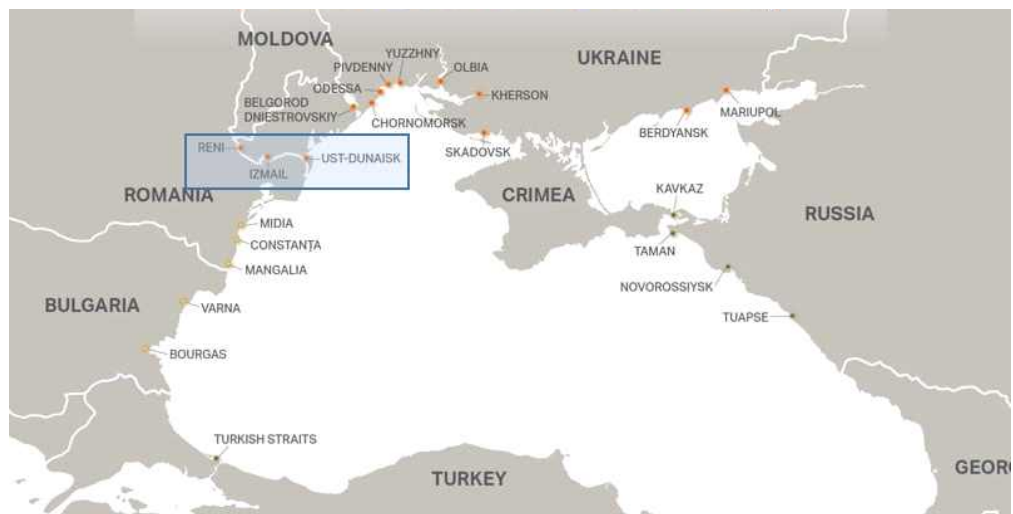 MOLDOVA
UKRAINE
YUZZHNY
PIVDENNY
OLBIA
ODESSA
KHERSON
BELGOROD
DNIESTROVSKIY
CHORNOMORSK
MARIUPOL
BERDYANSK
SKADOVSK
RENI
UST-DUNAISK
IZMAIL
ROMANIA
CRIMEA
KAVKAZ
RUSSIA
MIDIA
CONSTANȚA
TAMAN
MANGALIA
NOVOROSSIYSK
BULGARIA
VARNA
TUAPSE
BOURGAS
TURKISH STRAITS
TURKEY
GEORG